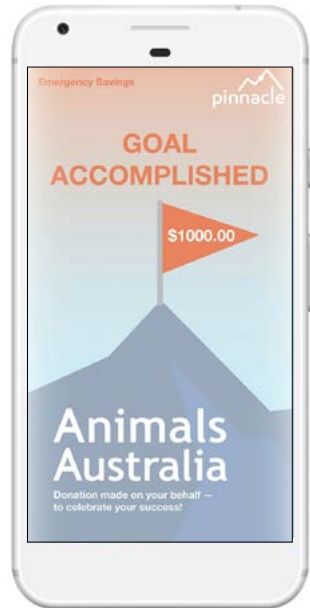 Emergency Savings
pinnacle
GOAL
ACCOMPLISHED
$1000.00
Animals
Australia
Donation made on your behalf —
to celebrate your success!